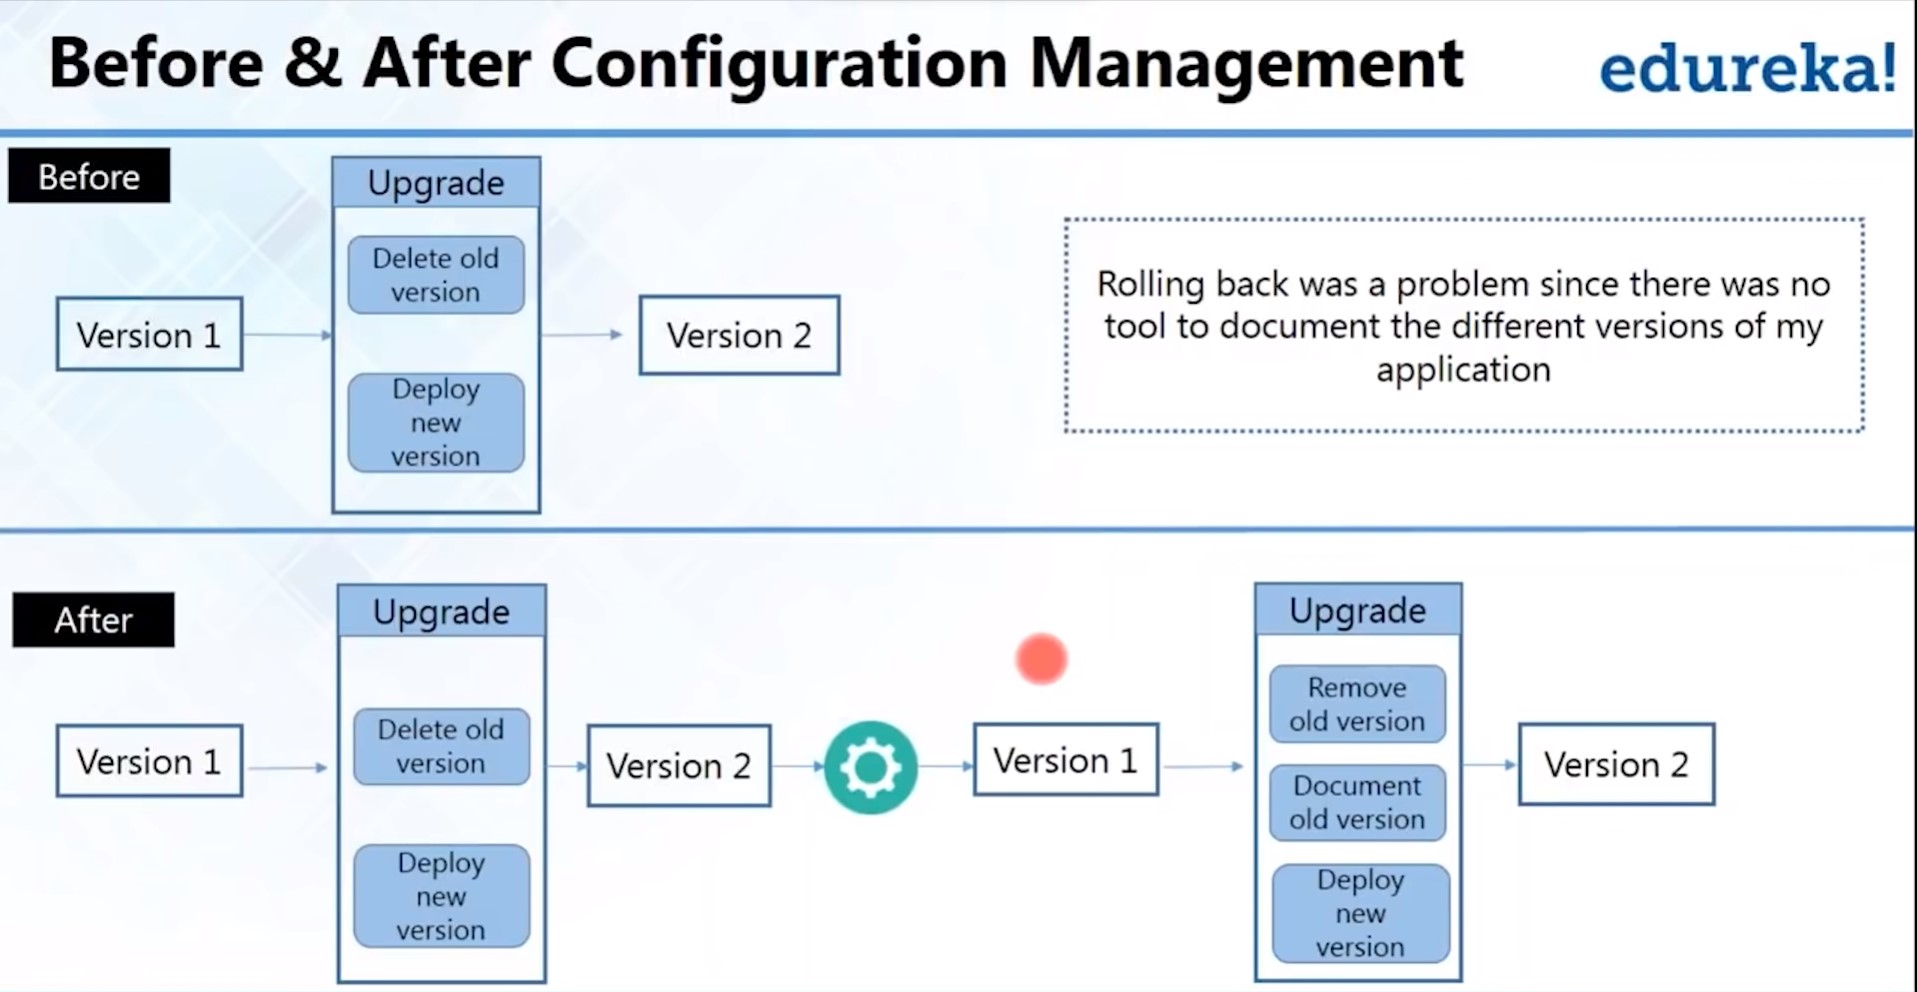 Before & After Configuration Management
edureka!
Before
Upgrade
Delete old
version
Deploy
new
version
Version 1
Version 2
Rolling back was a problem since there was no
tool to document the different versions of my
application
After
Version 1
Upgrade
Delete old
version
Deploy
new
version
Version 2
Version 1
Upgrade
Remove
old version
Document
old version
Deploy
new
version
Version 2